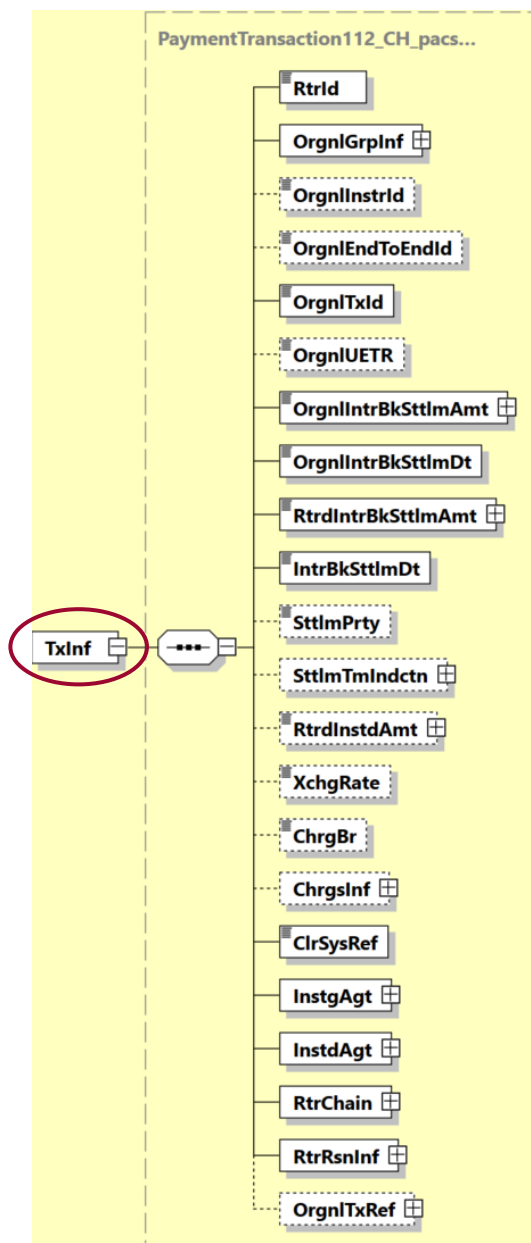 PaymentTransaction112_CH_pacs...
RtrId
OrgnlGrpInf
OrgnlInstrId
OrgnlEndToEndId
OrgnlTxId
OrgnlUETR
OrgnlIntrBkSttlmAmt
OrgnlIntrBkSttlmDt
RtrdIntrBkSttlmAmt
IntrBkSttlmDt
TxInf
SttlmPrty
SttlmTmIndctn
RtrdInstdAmt
XchgRate
ChrgBr
ChrgsInf
ClrSysRef
InstgAgt
InstdAgt
RtrChain
RtrRsnInf
OrgnlTxRef